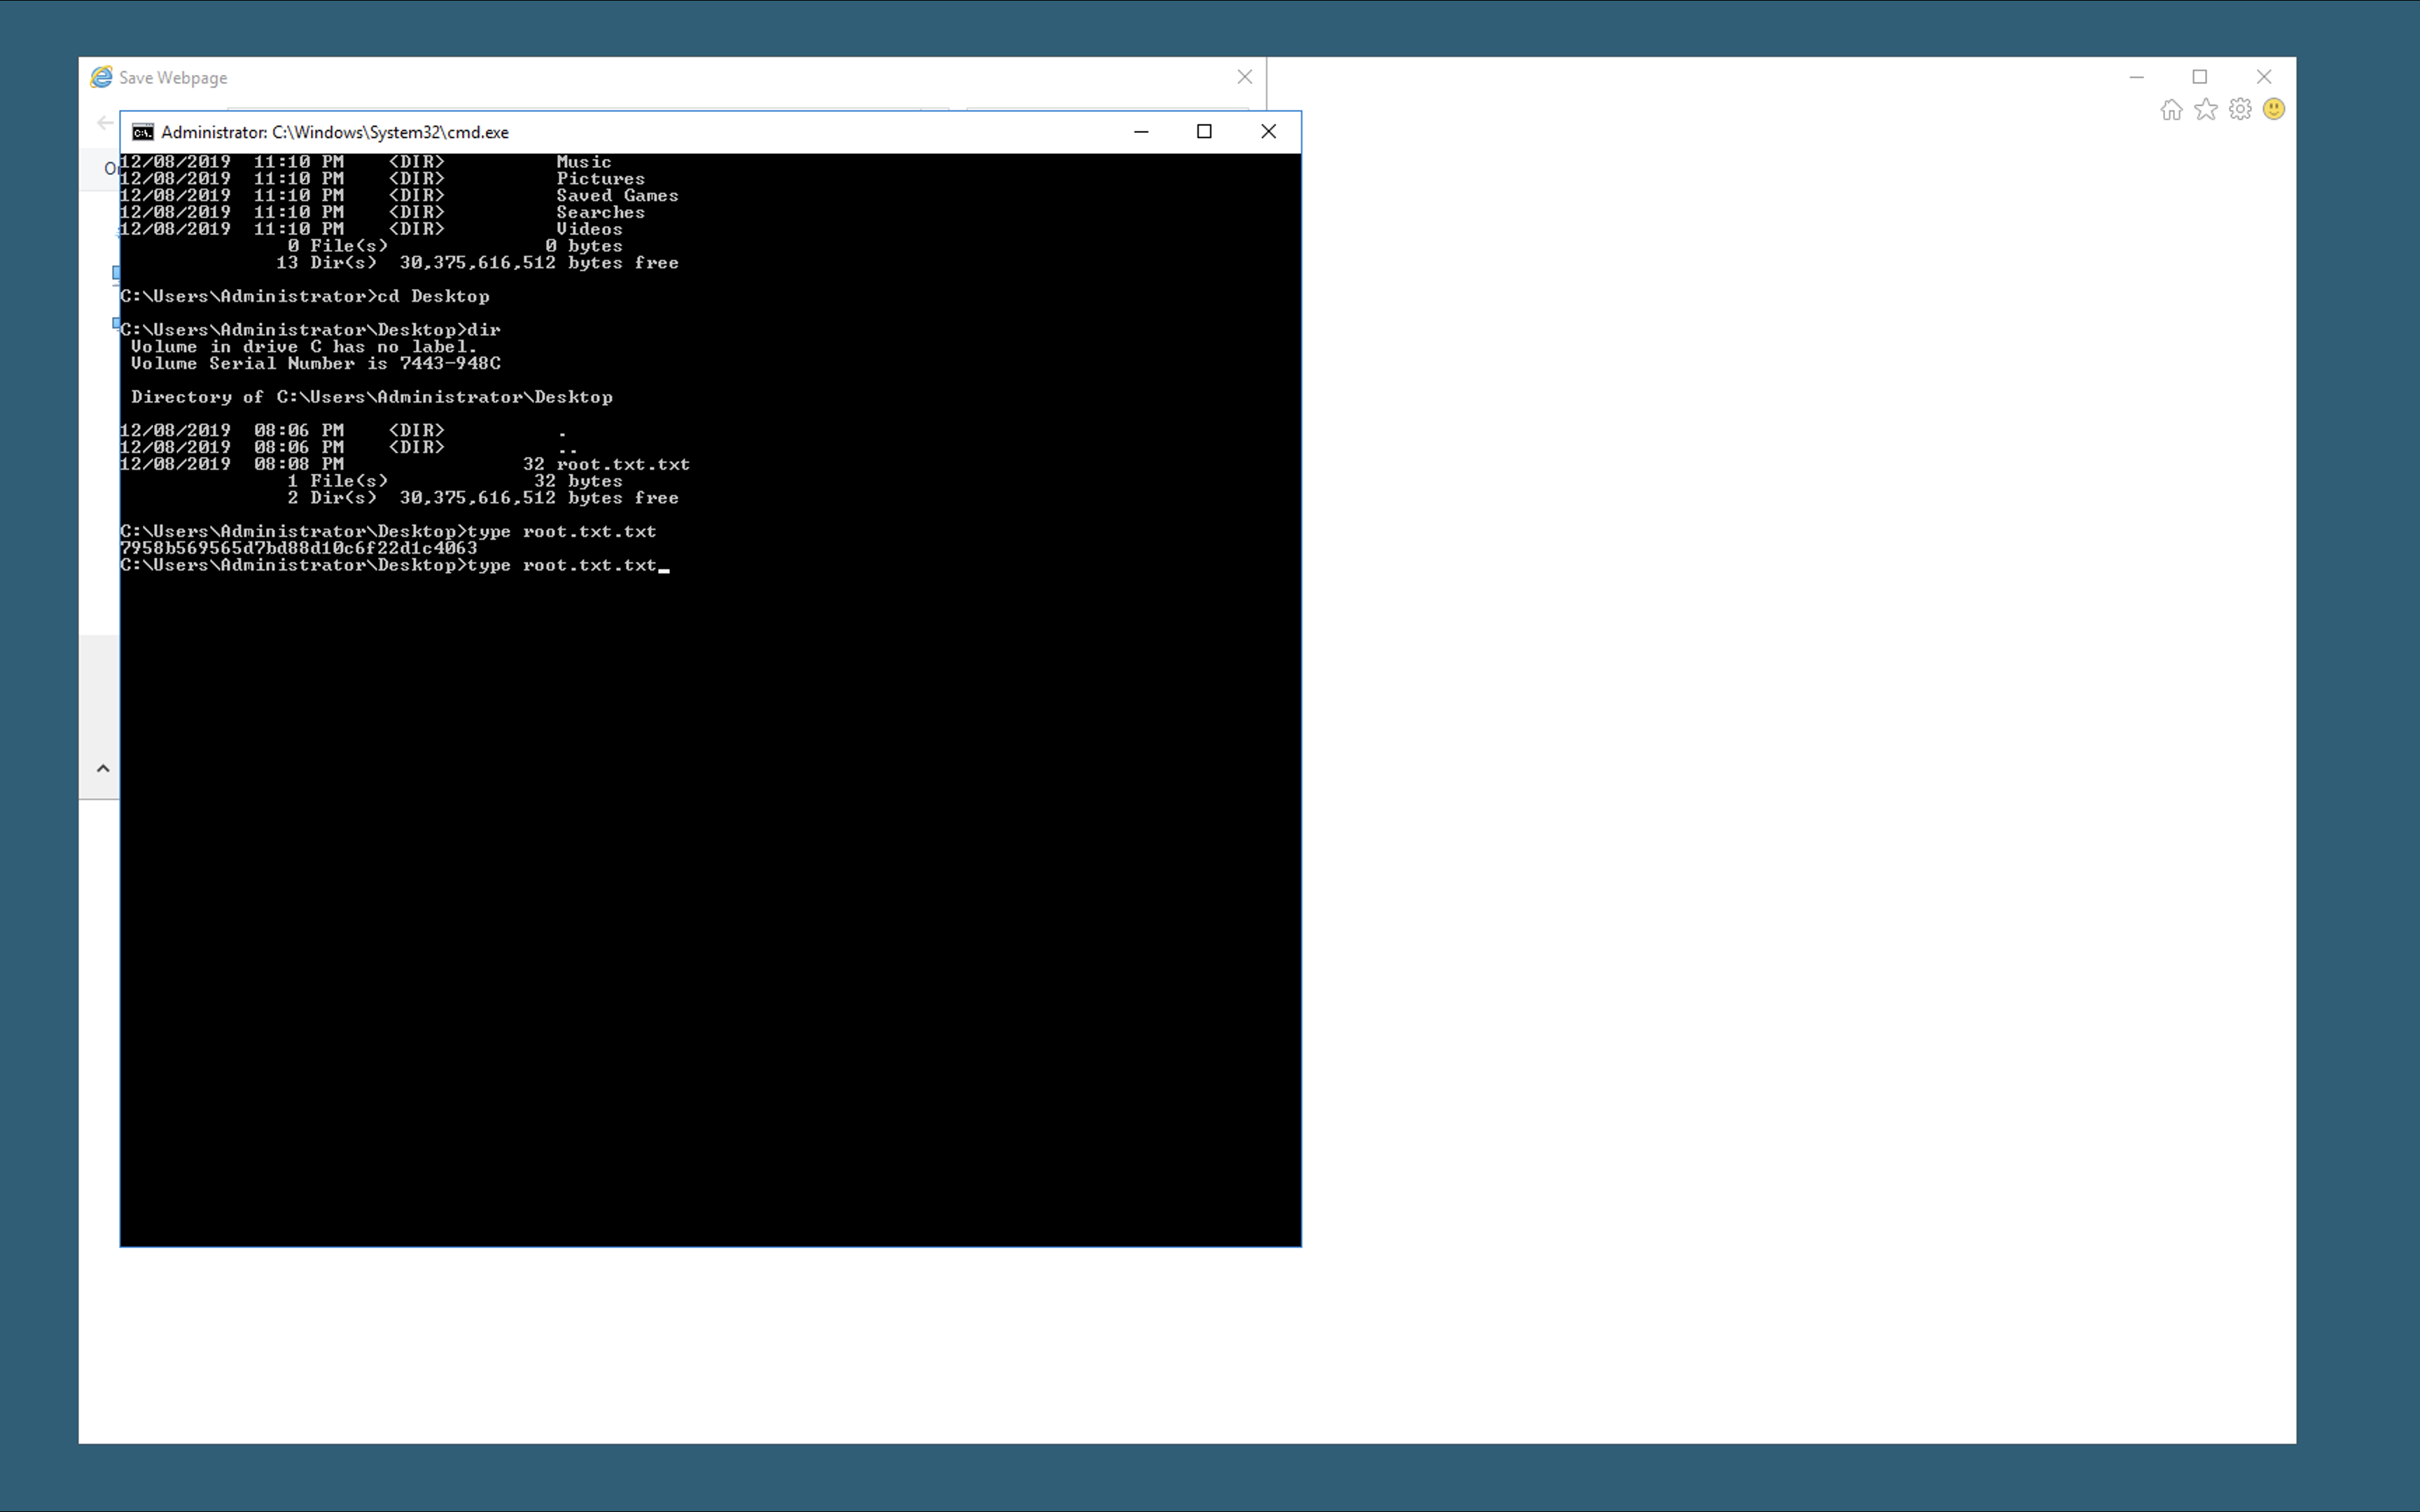 Save Webpage
Administrator: C:\Windows\System32\cmd.exe
12/08/2019  11:10 PM    <DIR>          Music
12/08/2019  11:10 PM    <DIR>          Pictures
12/08/2019  11:10 PM    <DIR>          Saved Games
12/08/2019  11:10 PM    <DIR>          Searches
12/08/2019  11:10 PM    <DIR>          Videos
               0 File(s)              0 bytes
              13 Dir(s)  30,375,616,512 bytes free
C:\Users\Administrator>cd Desktop
C:\Users\Administrator\Desktop>dir
 Volume in drive C has no label.
 Volume Serial Number is 7443-948C
 Directory of C:\Users\Administrator\Desktop
12/08/2019  08:06 PM    <DIR>          .
12/08/2019  08:06 PM    <DIR>          ..
12/08/2019  08:08 PM                32 root.txt.txt
               1 File(s)             32 bytes
               2 Dir(s)  30,375,616,512 bytes free
C:\Users\Administrator\Desktop>type root.txt.txt
7958b569565d7bd88d10c6f22d1c4063
C:\Users\Administrator\Desktop>type root.txt.txt_